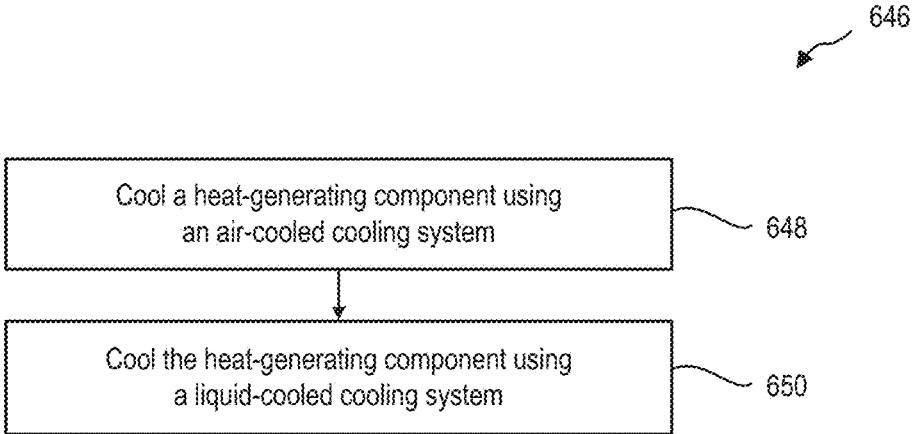 646
Cool a heat-generating component using
an air-cooled cooling system
648
Cool the heat-generating component using
a liquid-cooled cooling system
650